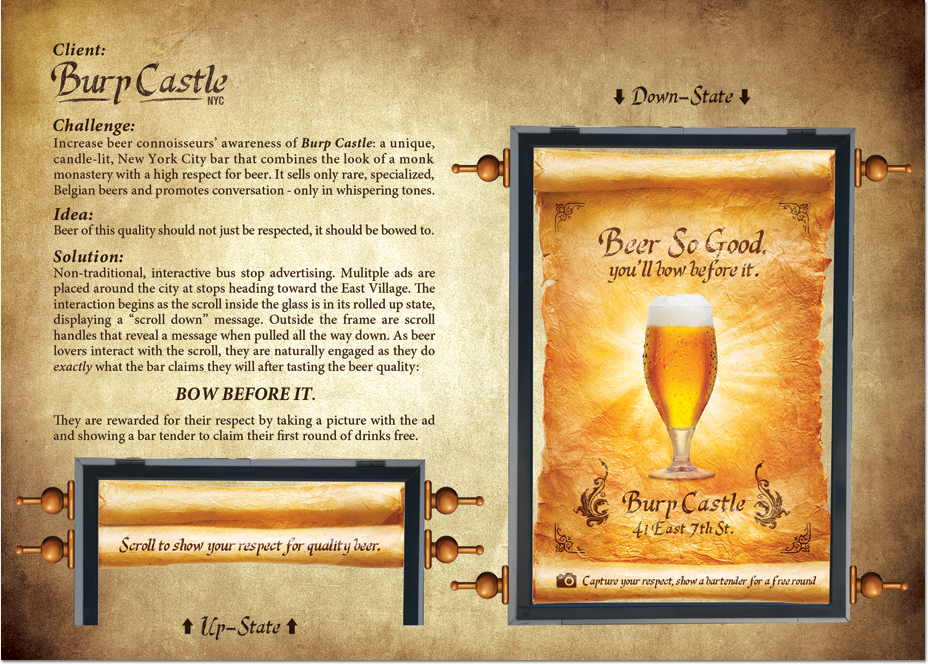 Client:
Burp Castle
NYC
Challenge:
Increase beer connoisseurs' awareness of Burp Castle: a unique,
candle-lit, New York City bar that combines the look of a monk
monastery with a high respect for beer. It sells only rare, specialized,
Belgian beers and promotes conversation - only in whispering tones.
Idea:
Beer of this quality should not just be respected, it should be bowed to.
Solution:
Non-traditional, interactive bus stop advertising. Mulitple ads are
placed around the city at stops heading toward the East Village. The
interaction begins as the scroll inside the glass is in its rolled up state,
displaying a “scroll down” message. Outside the frame are scroll
handles that reveal a message when pulled all the way down. As beer
lovers interact with the scroll, they are naturally engaged as they do
exactly what the bar claims they will after tasting the beer quality:
BOW BEFORE IT.
They are rewarded for their respect by taking a picture with the ad
and showing a bar tender to claim their first round of drinks free.
Scroll to show your respect for quality beer.
⬆ Up-State ⬆
⬇ Down-State ⬇
Beer So Good,
you'll bow before it.
Burp Castle
41 East 7th St.
Capture your respect, show a bartender for a free round